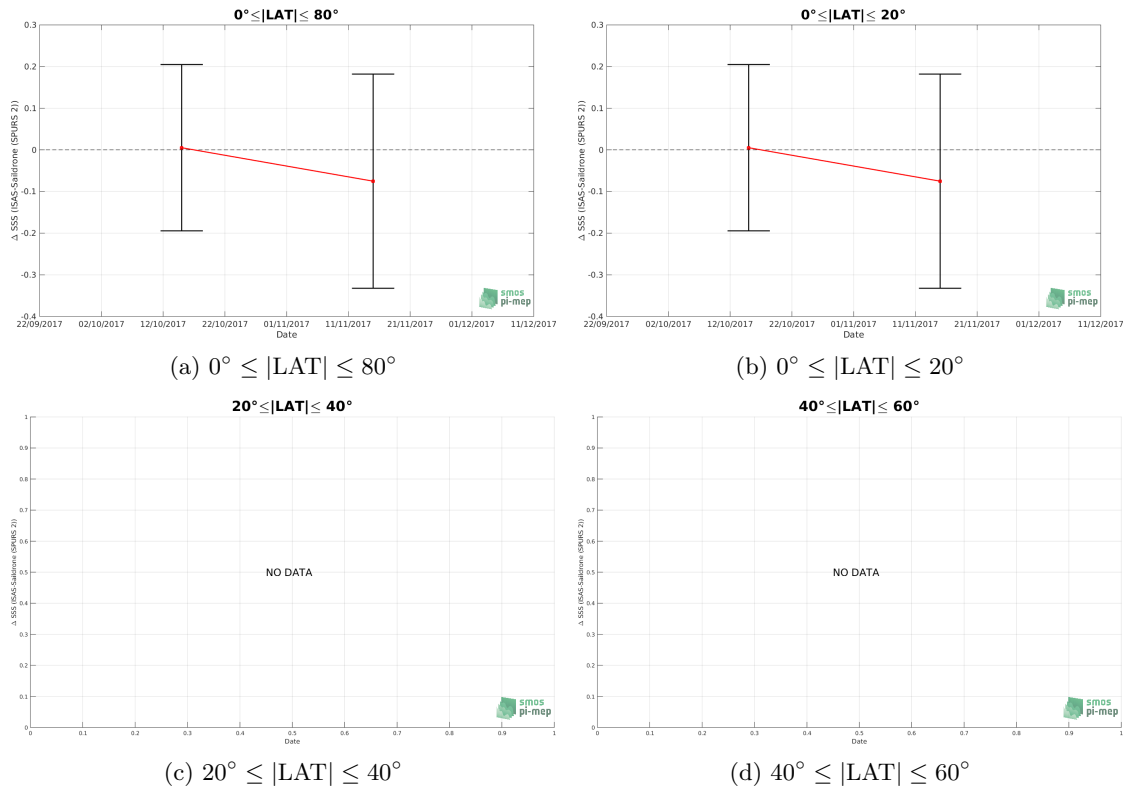 0°≤|LAT|≤ 80°
0.3
0.2
0.1
0
-0.1
-0.2
-0.3
-0.4
Δ SSS (ISAS-Saildrone (SPURS 2))
22/09/2017 02/10/2017 12/10/2017 22/10/2017 01/11/2017 11/11/2017 21/11/2017 01/12/2017 11/12/2017
Date
smos
pi-mep
(a) 0° ≤ |LAT| ≤ 80°
0°≤|LAT|≤ 20°
0.3
0.2
0.1
0
-0.1
-0.2
-0.3
-0.4
Δ SSS (ISAS-Saildrone (SPURS 2))
22/09/2017 02/10/2017 12/10/2017 22/10/2017 01/11/2017 11/11/2017 21/11/2017 01/12/2017 11/12/2017
Date
smos
pi-mep
(b) 0° ≤ |LAT| ≤ 20°
20°≤|LAT|≤ 40°
1
0.9
0.8
0.7
0.6
0.5
0.4
0.3
0.2
0.1
0
Δ SSS (ISAS-Saildrone (SPURS 2))
NO DATA
0 0.1 0.2 0.3 0.4 0.5 0.6 0.7 0.8 0.9 1
Date
smos
pi-mep
(c) 20° ≤ |LAT| ≤ 40°
40°≤|LAT|≤ 60°
1
0.9
0.8
0.7
0.6
0.5
0.4
0.3
0.2
0.1
0
Δ SSS (ISAS-Saildrone (SPURS 2))
NO DATA
0 0.1 0.2 0.3 0.4 0.5 0.6 0.7 0.8 0.9 1
Date
smos
pi-mep
(d) 40° ≤ |LAT| ≤ 60°